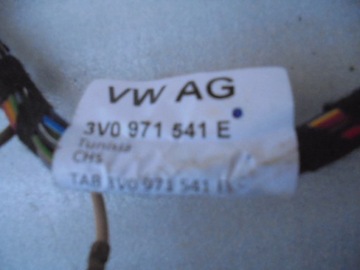 VW AG
3V0 971 541 E
Tunisia
CHS
TAB 3V0 971 541 E